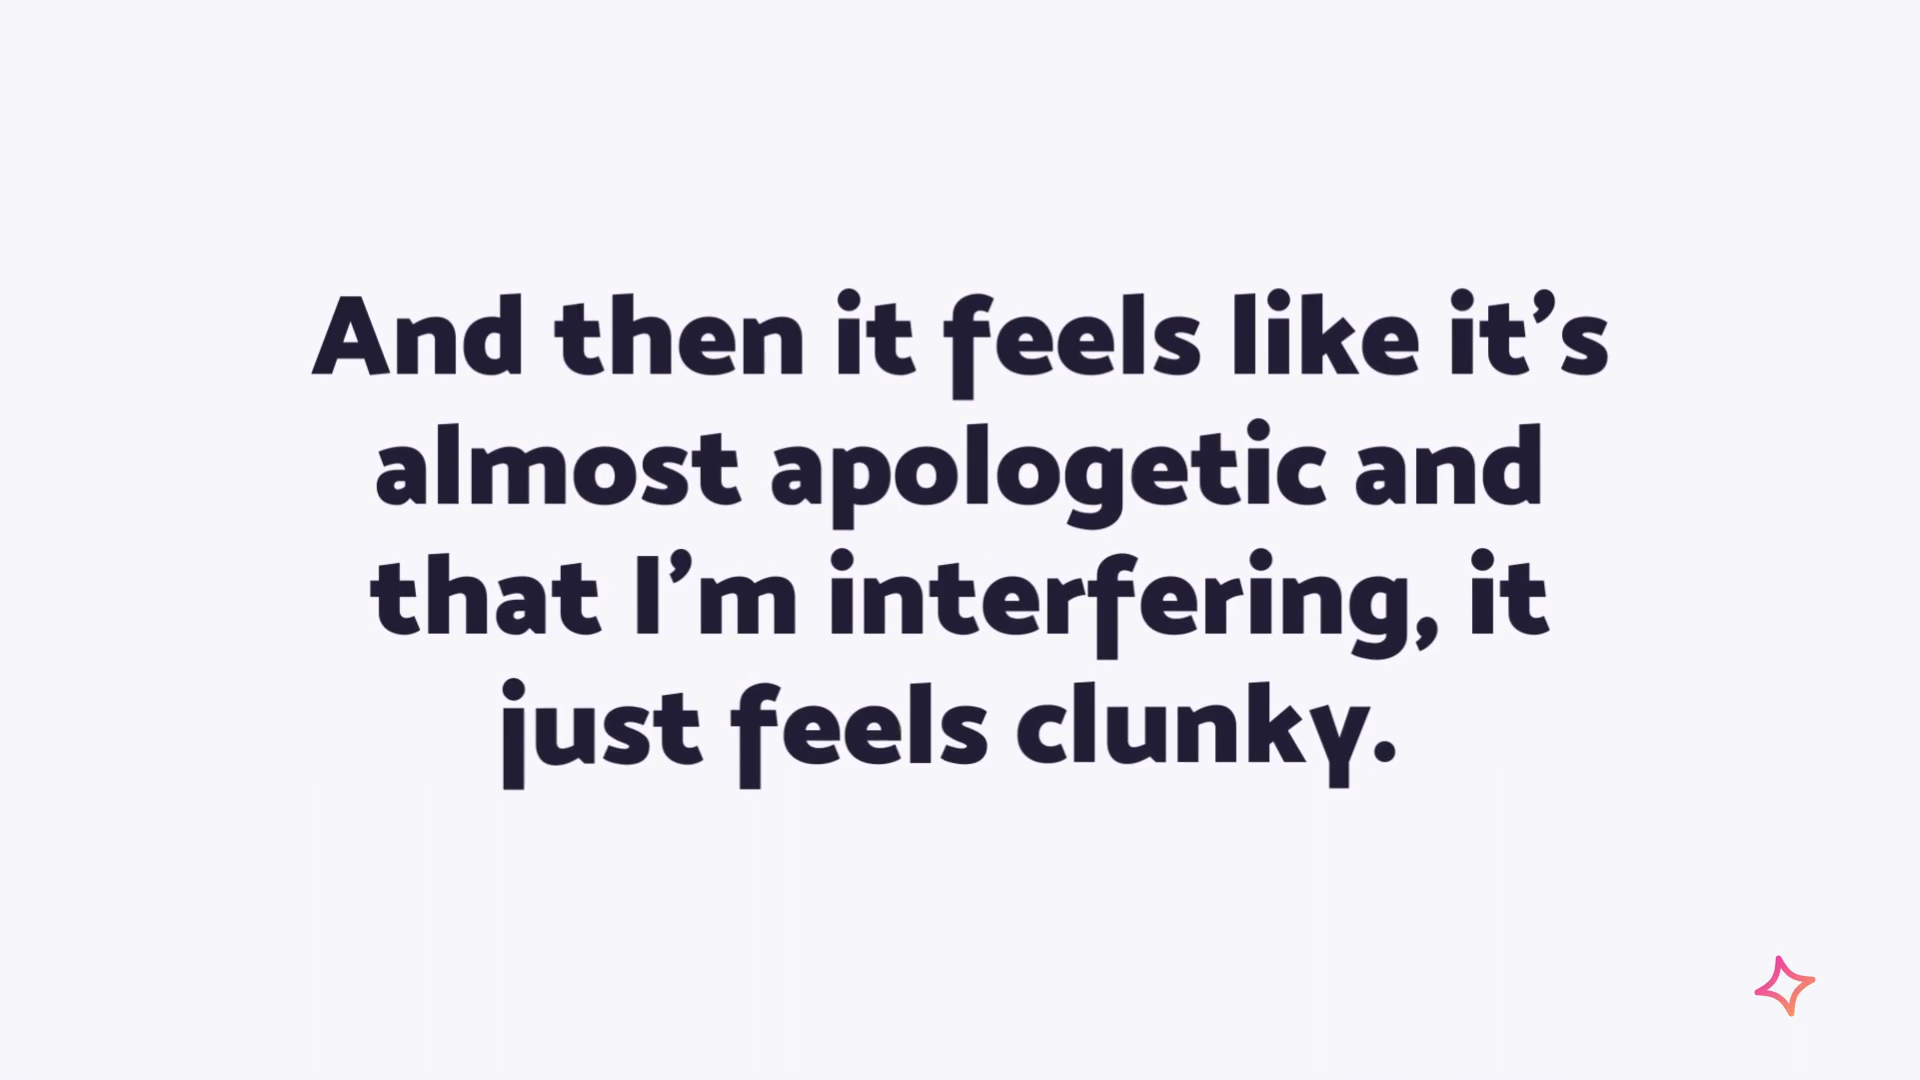 And then it feels like it’s
almost apologetic and
that I’m interfering, it
just feels clunky.